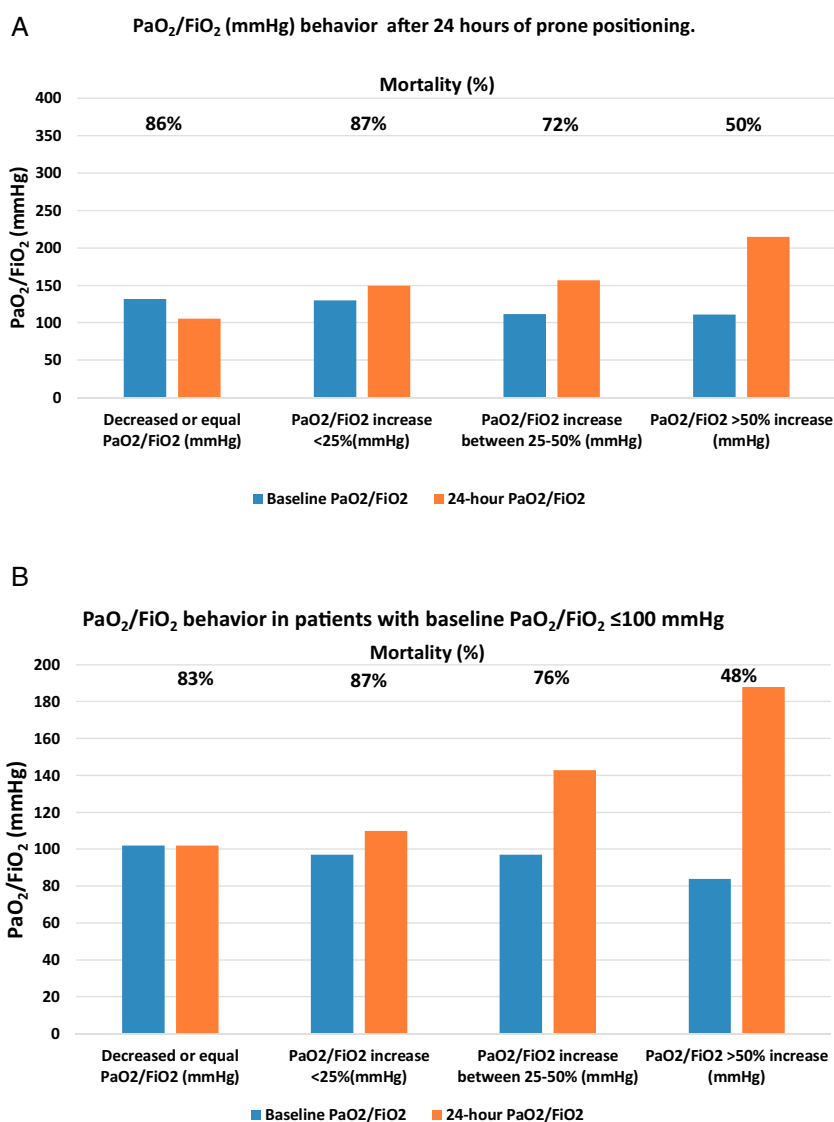 A
PaO₂/FiO₂ (mmHg) behavior after 24 hours of prone positioning.
Mortality (%)
400
350
300
250
200
150
100
50
0
PaO₂/FiO₂ (mmHg)
86%
87%
72%
50%
Decreased or equal
PaO2/FiO2 (mmHg)
PaO2/FiO2 increase
<25%(mmHg)
PaO2/FiO2 increase
between 25-50% (mmHg)
PaO2/FiO2 >50% increase
(mmHg)
Baseline PaO2/FiO2
24-hour PaO2/FiO2
B
PaO₂/FiO₂ behavior in patients with baseline PaO₂/FiO₂ ≤100 mmHg
Mortality (%)
200
180
160
140
120
100
80
60
40
20
0
PaO₂/FiO₂ (mmHg)
83%
87%
76%
48%
Decreased or equal
PaO2/FiO2 (mmHg)
PaO2/FiO2 increase
<25%(mmHg)
PaO2/FiO2 increase
between 25-50% (mmHg)
PaO2/FiO2 >50% increase
(mmHg)
Baseline PaO2/FiO2
24-hour PaO2/FiO2